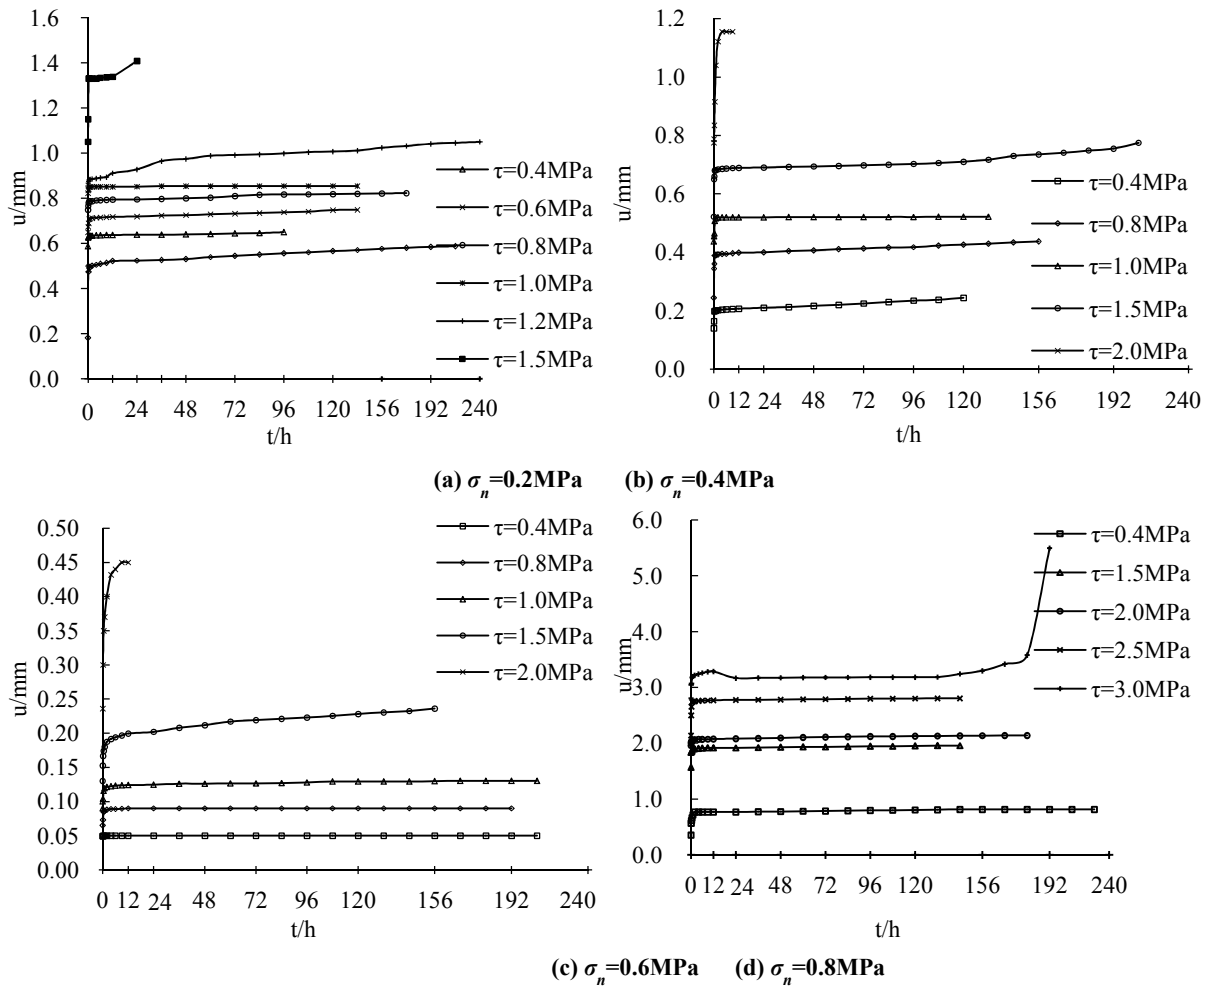 1.6
1.4
1.2
1.0
0.8
0.6
0.4
0.2
0.0
u/mm
0 24 48 72 96 120 156 192 240
t/h
τ=0.4MPa
τ=0.6MPa
τ=0.8MPa
τ=1.0MPa
τ=1.2MPa
τ=1.5MPa
1.2
1.0
0.8
0.6
0.4
0.2
0.0
u/mm
0 12 24 48 72 96 120 156 192 240
t/h
τ=0.4MPa
τ=0.8MPa
τ=1.0MPa
τ=1.5MPa
τ=2.0MPa
(a) σn=0.2MPa (b) σn=0.4MPa
0.50
0.45
0.40
0.35
0.30
0.25
0.20
0.15
0.10
0.05
0.00
u/mm
0 12 24 48 72 96 120 156 192 240
t/h
τ=0.4MPa
τ=0.8MPa
τ=1.0MPa
τ=1.5MPa
τ=2.0MPa
6.0
5.0
4.0
3.0
2.0
1.0
0.0
u/mm
0 12 24 48 72 96 120 156 192 240
t/h
τ=0.4MPa
τ=1.5MPa
τ=2.0MPa
τ=2.5MPa
τ=3.0MPa
(c) σn=0.6MPa (d) σn=0.8MPa